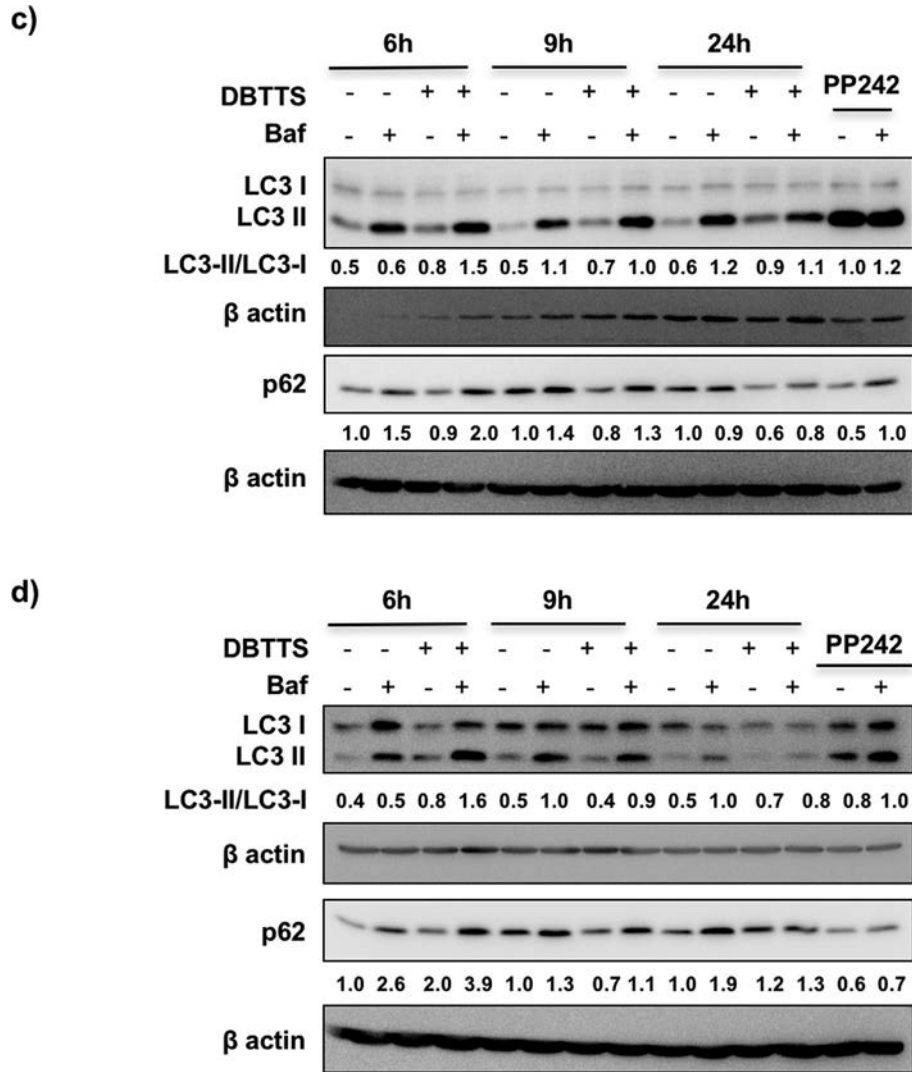 c)
6h 9h 24h
PP242
DBTTS - - + + - - + + - - + +
Baf - + - + - + - + - + - + - +
LC3 I
LC3 II
LC3-II/LC3-I 0.5 0.6 0.8 1.5 0.5 1.1 0.7 1.0 0.6 1.2 0.9 1.1 1.0 1.2
β actin
p62
1.0 1.5 0.9 2.0 1.0 1.4 0.8 1.3 1.0 0.9 0.6 0.8 0.5 1.0
β actin
d)
6h 9h 24h
DBTTS - - + + - - + + - - + + PP242
Baf - + - + - + - + - + - + - +
LC3 I
LC3 II
LC3-II/LC3-I 0.4 0.5 0.8 1.6 0.5 1.0 0.4 0.9 0.5 1.0 0.7 0.8 0.8 1.0
β actin
p62
1.0 2.6 2.0 3.9 1.0 1.3 0.7 1.1 1.0 1.9 1.2 1.3 0.6 0.7
β actin